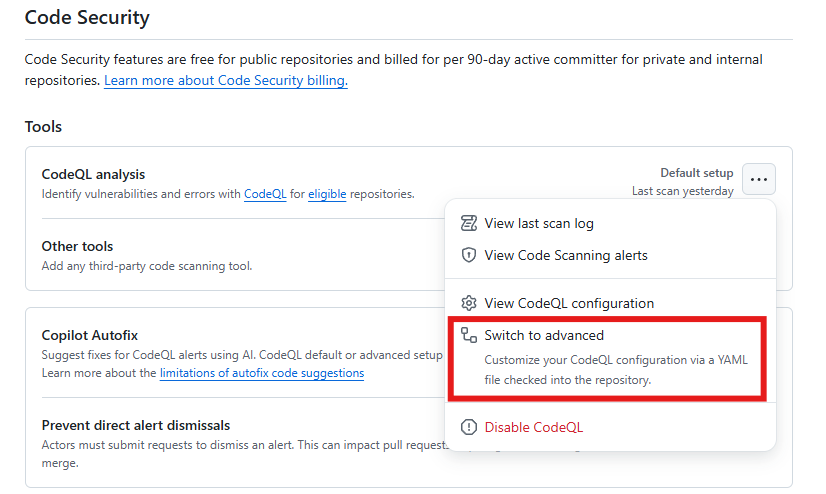 Code Security
Code Security features are free for public repositories and billed for per 90-day active committer for private and internal
repositories. Learn more about Code Security billing.
Tools
CodeQL analysis
Identify vulnerabilities and errors with CodeQL for eligible repositories.
Default setup
Last scan yesterday
View last scan log
View Code Scanning alerts
Other tools
Add any third-party code scanning tool.
View CodeQL configuration
Switch to advanced
Customize your CodeQL configuration via a YAML
file checked into the repository.
Disable CodeQL
Copilot Autofix
Suggest fixes for CodeQL alerts using AI. CodeQL default or advanced setup
Learn more about the limitations of autofix code suggestions
Prevent direct alert dismissals
Actors must submit requests to dismiss an alert. This can impact pull requests
merge.